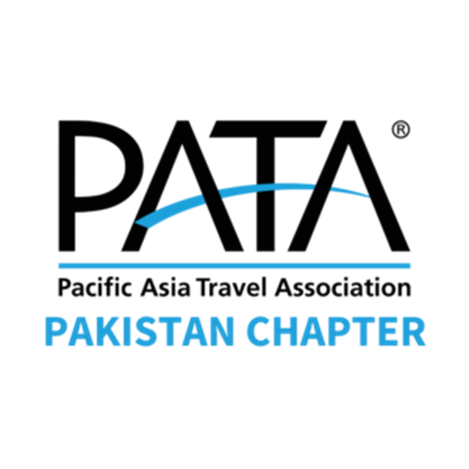 PATA®
Pacific Asia Travel Association
PAKISTAN CHAPTER